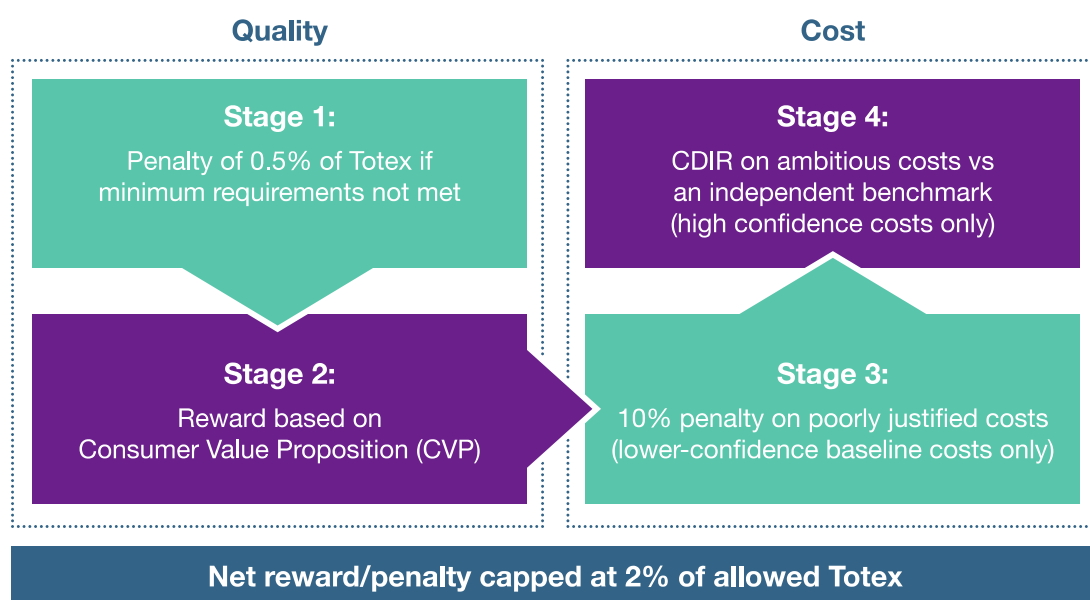 Quality
Stage 1:
Penalty of 0.5% of Totex if
minimum requirements not met
Stage 2:
Reward based on
Consumer Value Proposition (CVP)
Cost
Stage 4:
CDIR on ambitious costs vs
an independent benchmark
(high confidence costs only)
Stage 3:
10% penalty on poorly justified costs
(lower-confidence baseline costs only)
Net reward/penalty capped at 2% of allowed Totex